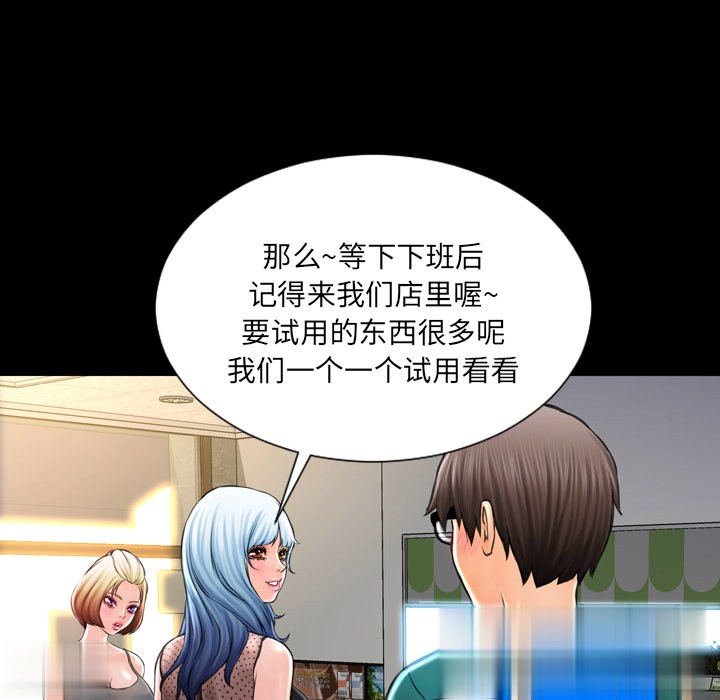 那么~等下下班后
记得来我们店里喔~
要试用的东西很多呢
我们一个一个试用看看